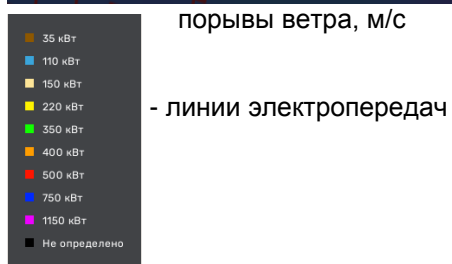 порывы ветра, м/с
35 кВт
110 кВт
150 кВт
220 кВт
- линии электропередач
350 кВт
400 кВт
500 кВт
750 кВт
1150 кВт
Не определено